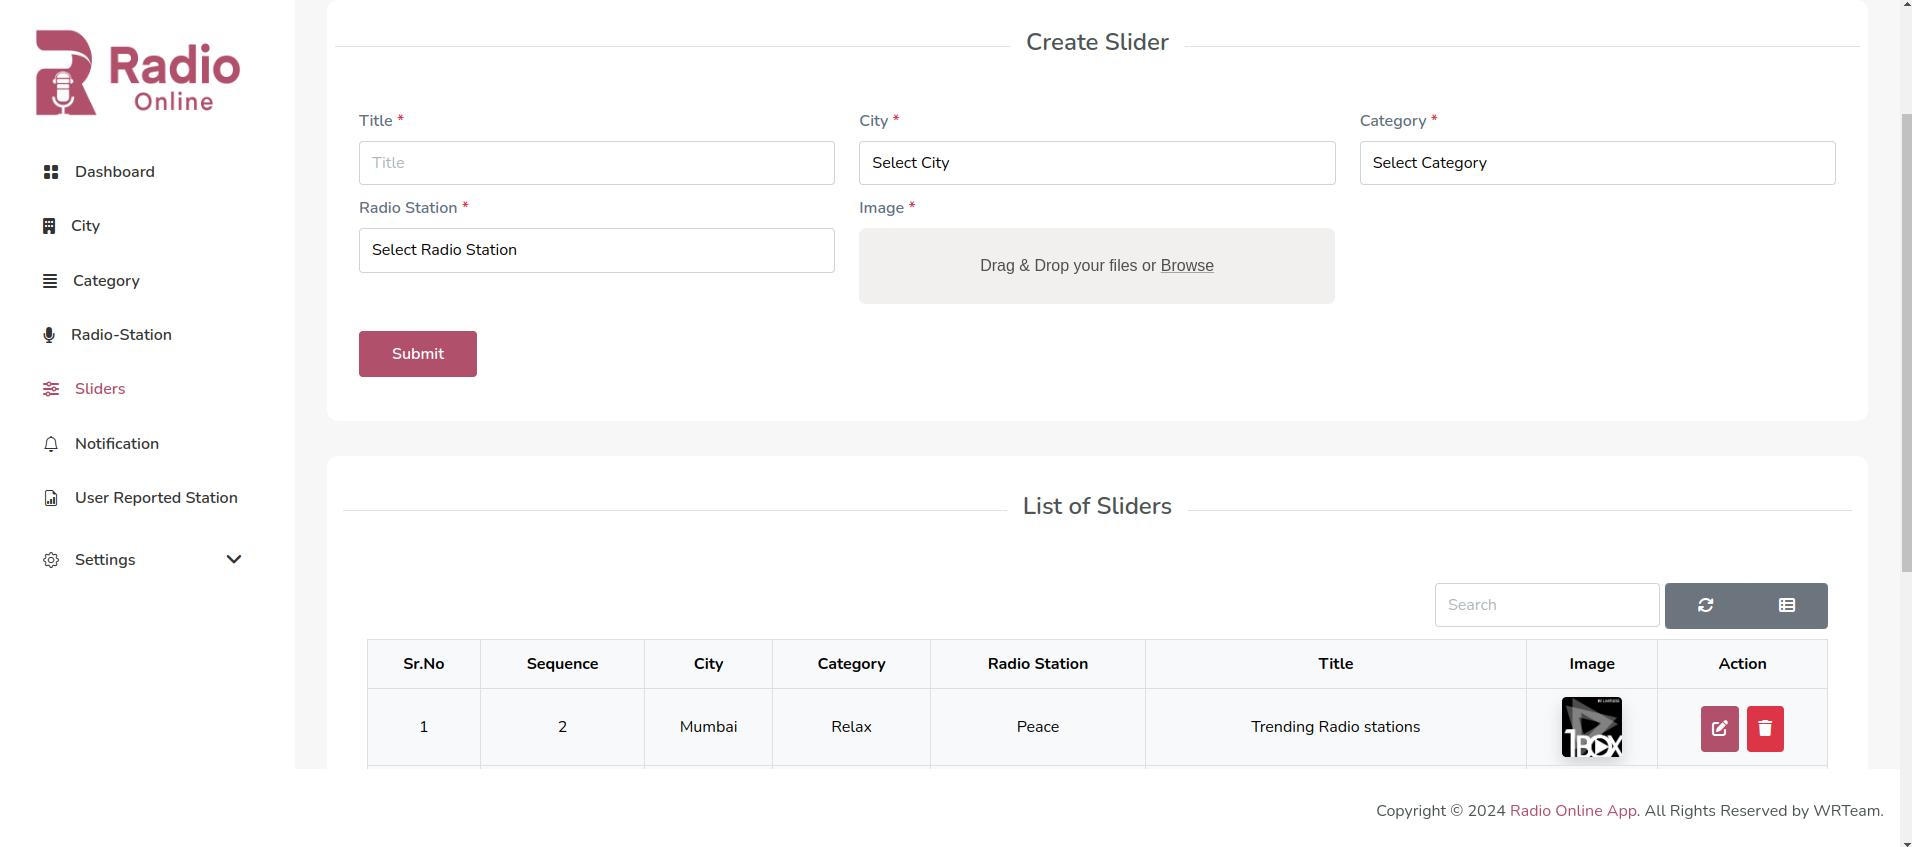 Radio
Online
Dashboard
City
Category
Radio-Station
Sliders
Notification
User Reported Station
Settings
Create Slider
Title *
City *
Category *
Title
Select City
Select Category
Radio Station *
Image *
Select Radio Station
Drag & Drop your files or Browse
Submit
List of Sliders
Search
Sr.No Sequence City Category Radio Station Title Image Action
1 2 Mumbai Relax Peace Trending Radio stations
1BOX
Copyright © 2024 Radio Online App. All Rights Reserved by WRTeam.